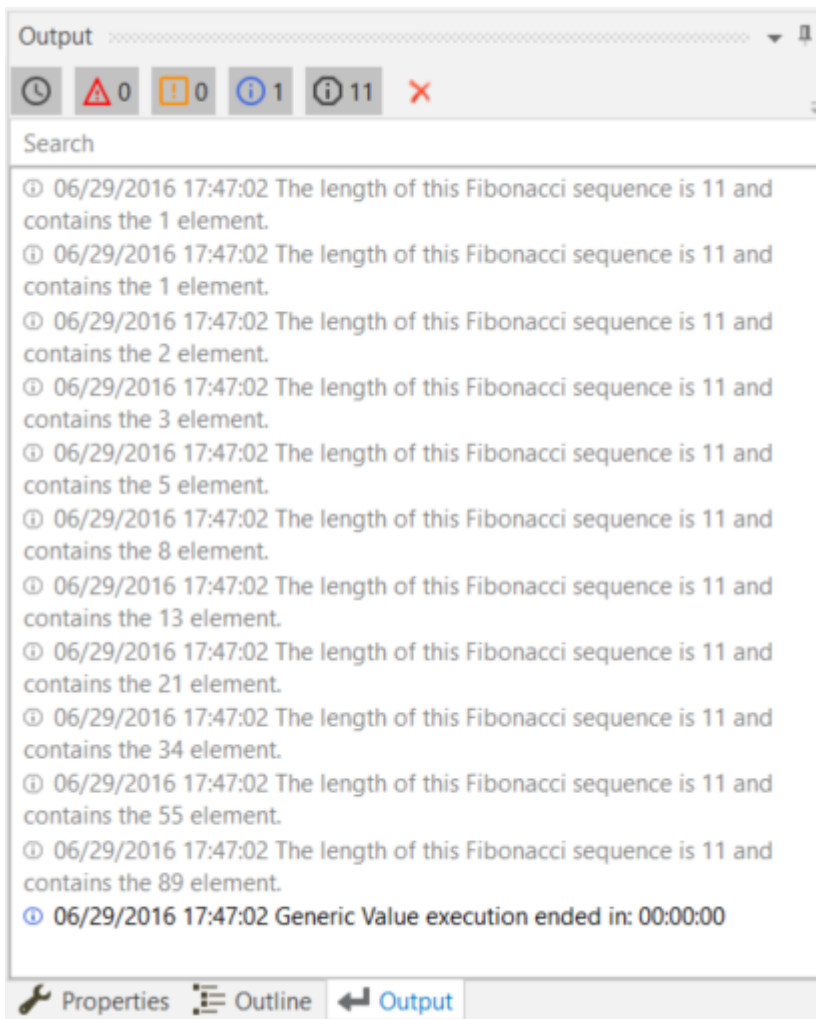 Output
0 0 1 11
Search
06/29/2016 17:47:02 The length of this Fibonacci sequence is 11 and
contains the 1 element.
06/29/2016 17:47:02 The length of this Fibonacci sequence is 11 and
contains the 1 element.
06/29/2016 17:47:02 The length of this Fibonacci sequence is 11 and
contains the 2 element.
06/29/2016 17:47:02 The length of this Fibonacci sequence is 11 and
contains the 3 element.
06/29/2016 17:47:02 The length of this Fibonacci sequence is 11 and
contains the 5 element.
06/29/2016 17:47:02 The length of this Fibonacci sequence is 11 and
contains the 8 element.
06/29/2016 17:47:02 The length of this Fibonacci sequence is 11 and
contains the 13 element.
06/29/2016 17:47:02 The length of this Fibonacci sequence is 11 and
contains the 21 element.
06/29/2016 17:47:02 The length of this Fibonacci sequence is 11 and
contains the 34 element.
06/29/2016 17:47:02 The length of this Fibonacci sequence is 11 and
contains the 55 element.
06/29/2016 17:47:02 The length of this Fibonacci sequence is 11 and
contains the 89 element.
06/29/2016 17:47:02 Generic Value execution ended in: 00:00:00
Properties Outline Output